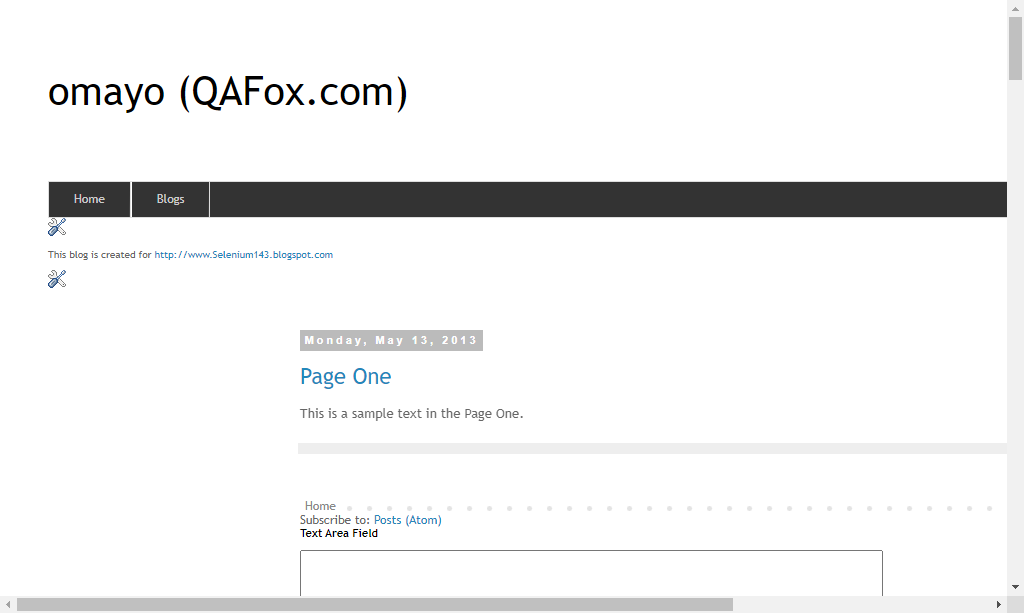 omayo (QAFox.com)
Home Blogs
This blog is created for http://www.Selenium143.blogspot.com
Monday, May 13, 2013
Page One
This is a sample text in the Page One.
Home
Subscribe to: Posts (Atom)
Text Area Field